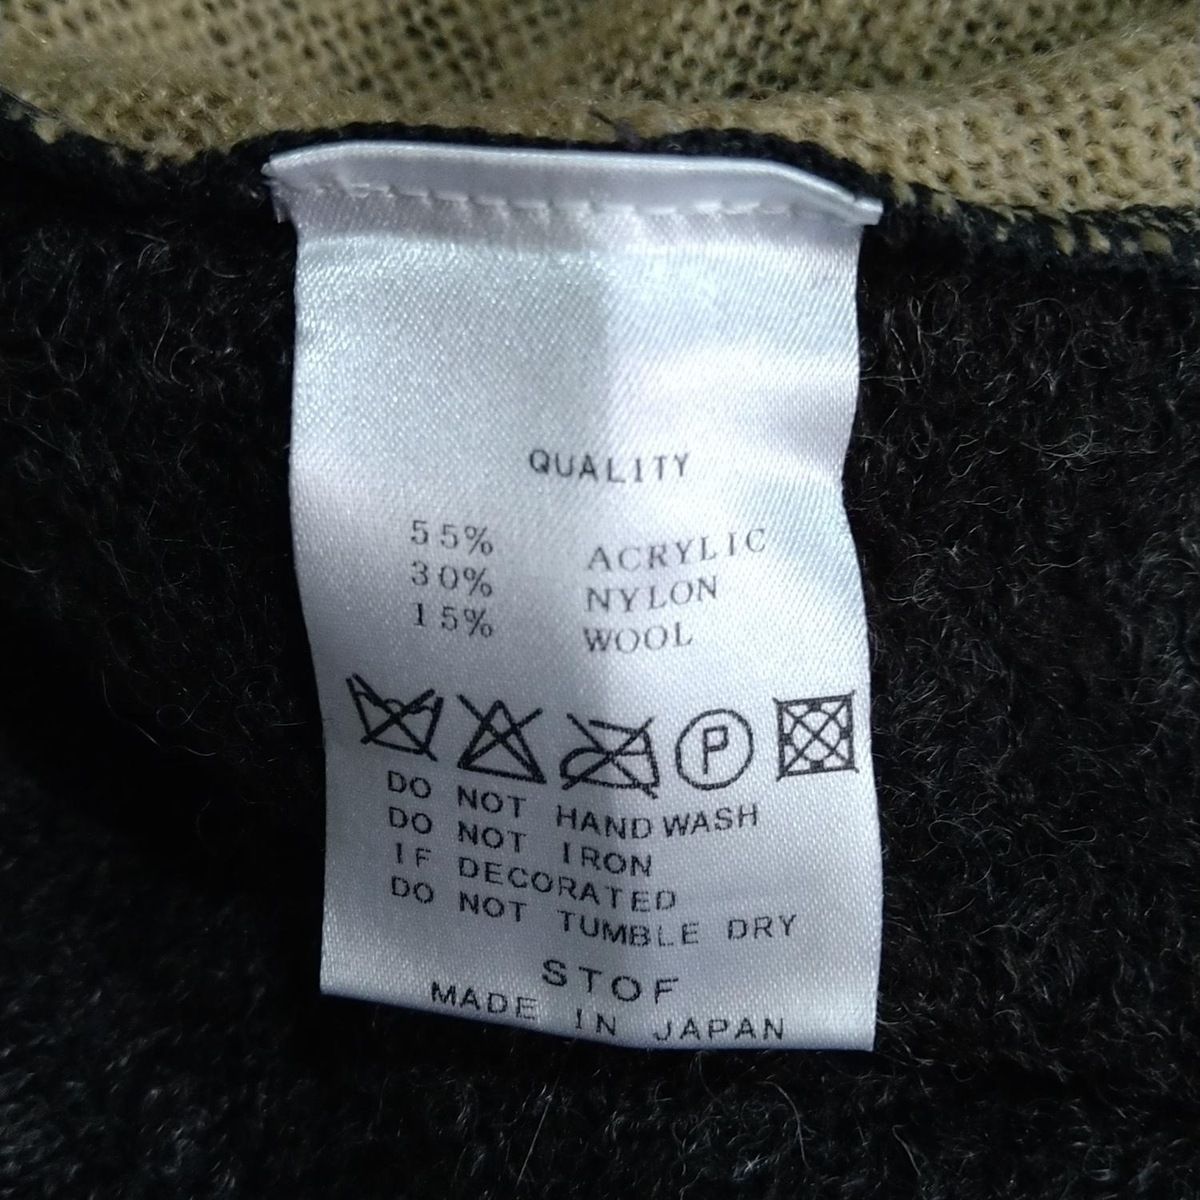 QUALITY
55% ACRYLIC
30% NYLON
15% WOOL
P
DO NOT HAND WASH
DO NOT IRON
IF DECORATED
DO NOT TUMBLE DRY
STOF
MADE IN JAPAN